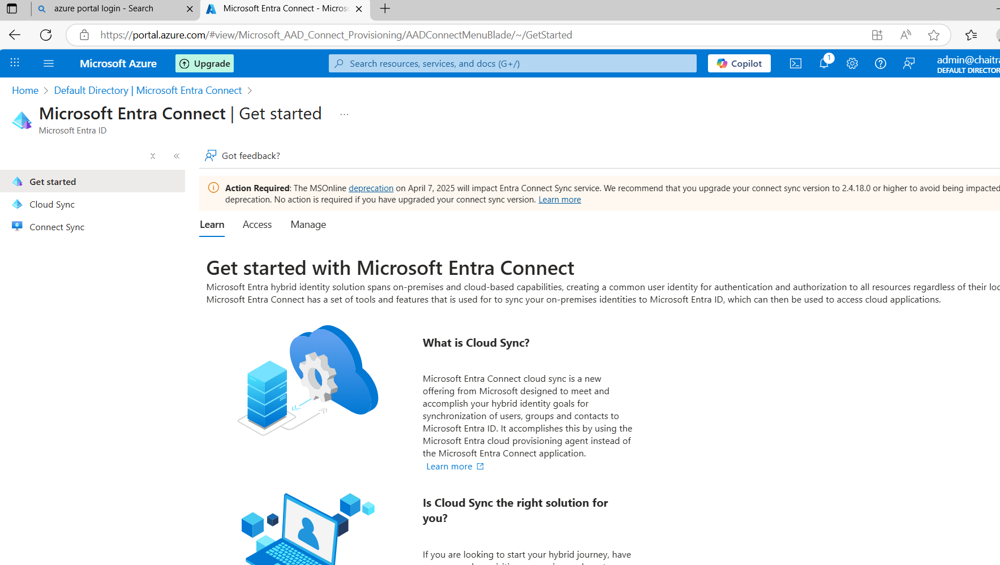 azure portal login - Search
Microsoft Entra Connect - Micros
https://portal.azure.com/#view/Microsoft_AAD_Connect_Provisioning/AADConnectMenuBlade/~/GetStarted
Microsoft Azure
Upgrade
Search resources, services, and docs (G+/)
Copilot
1
admin@chaitra
DEFAULT DIRECTOR
Home > Default Directory | Microsoft Entra Connect >
Microsoft Entra Connect | Get started ...
Microsoft Entra ID
Got feedback?
Get started
Cloud Sync
Connect Sync
Action Required: The MSOnline deprecation on April 7, 2025 will impact Entra Connect Sync service. We recommend that you upgrade your connect sync version to 2.4.18.0 or higher to avoid being impacted
deprecation. No action is required if you have upgraded your connect sync version. Learn more
Learn Access Manage
Get started with Microsoft Entra Connect
Microsoft Entra hybrid identity solution spans on-premises and cloud-based capabilities, creating a common user identity for authentication and authorization to all resources regardless of their loc
Microsoft Entra Connect has a set of tools and features that is used for to sync your on-premises identities to Microsoft Entra ID, which can then be used to access cloud applications.
What is Cloud Sync?
Microsoft Entra Connect cloud sync is a new
offering from Microsoft designed to meet and
accomplish your hybrid identity goals for
synchronization of users, groups and contacts to
Microsoft Entra ID. It accomplishes this by using the
Microsoft Entra cloud provisioning agent instead of
the Microsoft Entra Connect application.
Learn more
Is Cloud Sync the right solution for
you?
If you are looking to start your hybrid journey, have